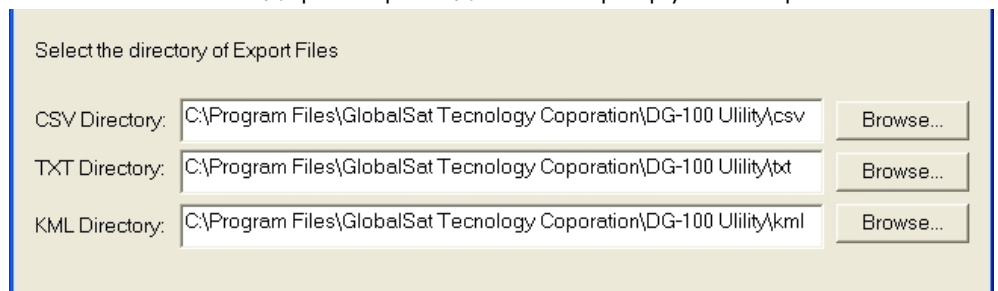 Select the directory of Export Files
CSV Directory: C:\Program Files\GlobalSat Tecnology Coporation\DG-100 Ulility\csv Browse...
TXT Directory: C:\Program Files\GlobalSat Tecnology Coporation\DG-100 Ulility\txt Browse...
KML Directory: C:\Program Files\GlobalSat Tecnology Coporation\DG-100 Ulility\kml Browse...